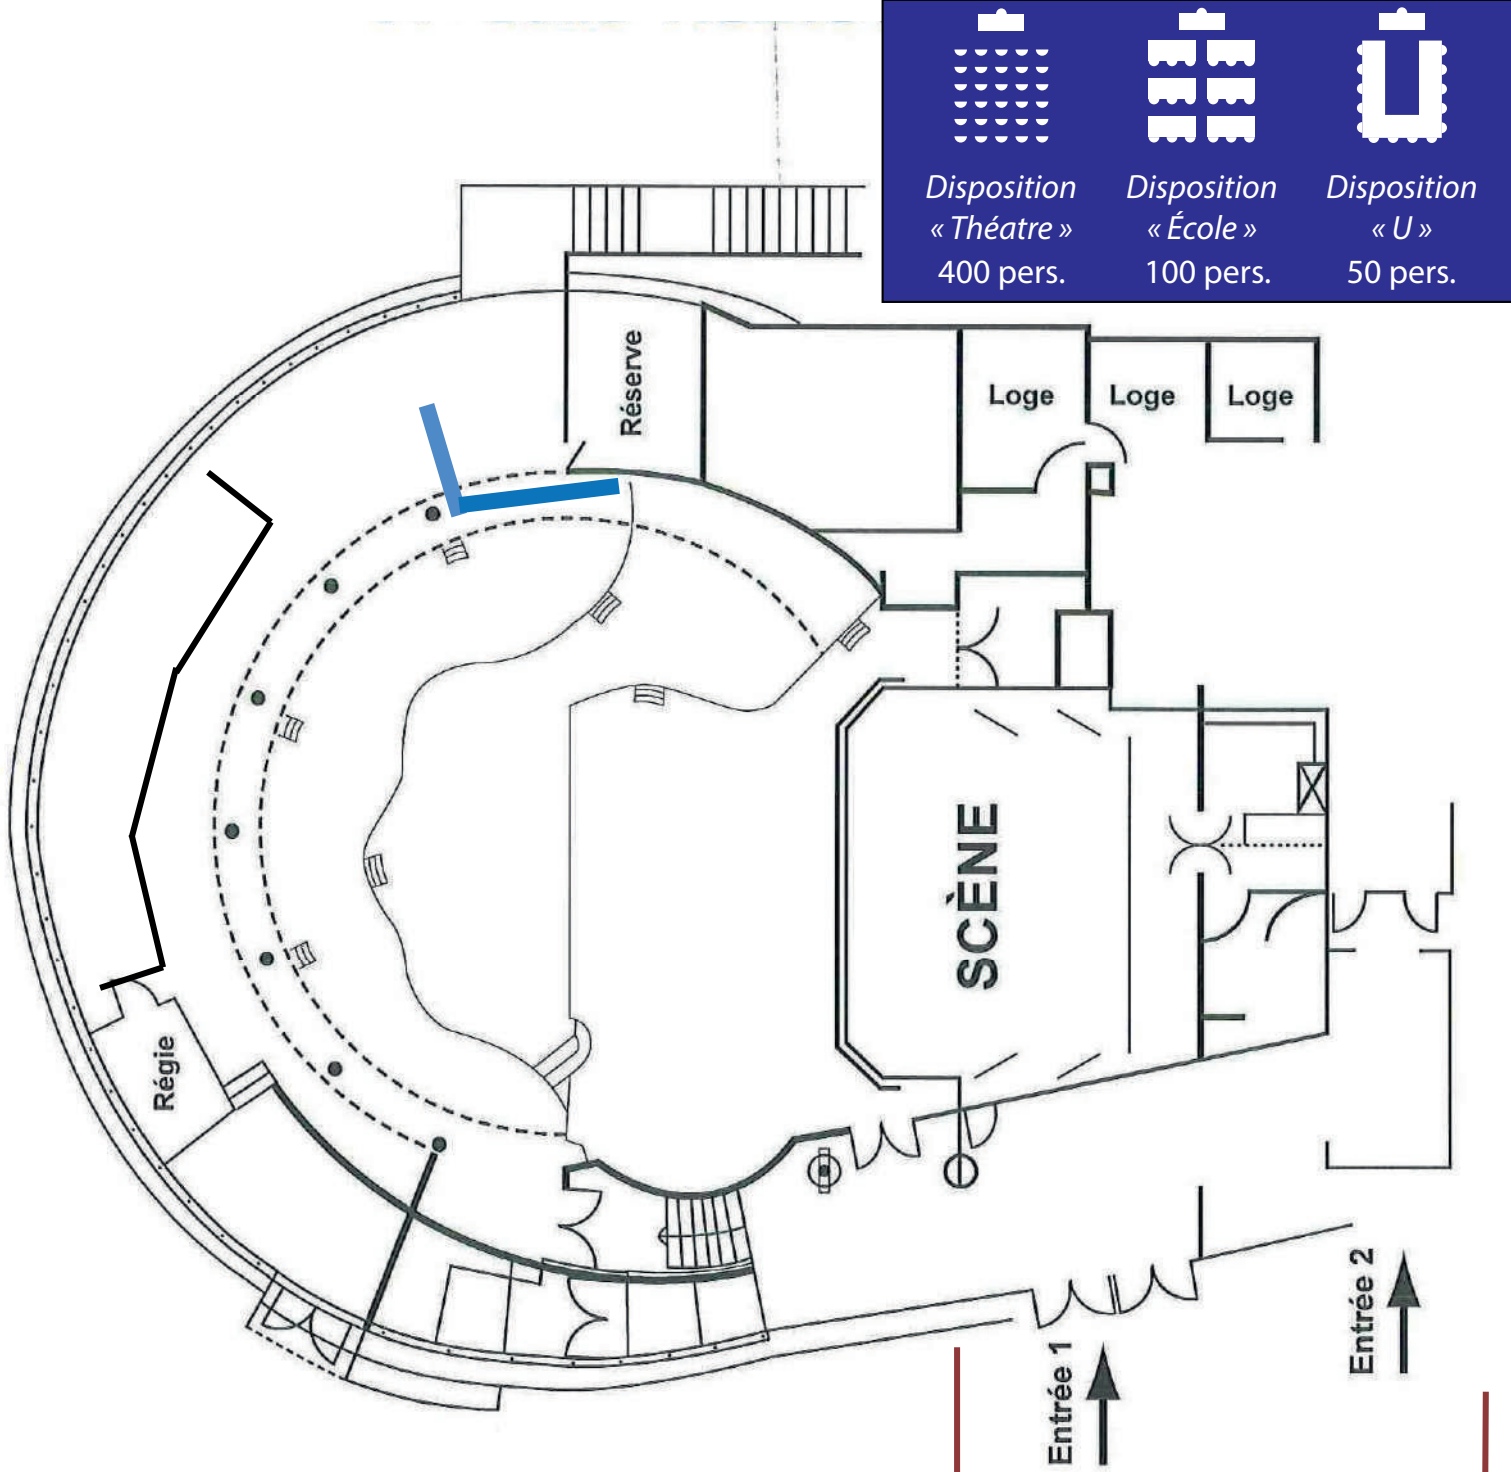 Disposition
« Théatre »
400 pers.
Disposition
« École »
100 pers.
Disposition
« U »
50 pers.
Réserve
Loge
Loge
Loge
SCÈNE
Régie
Entrée 1
Entrée 2